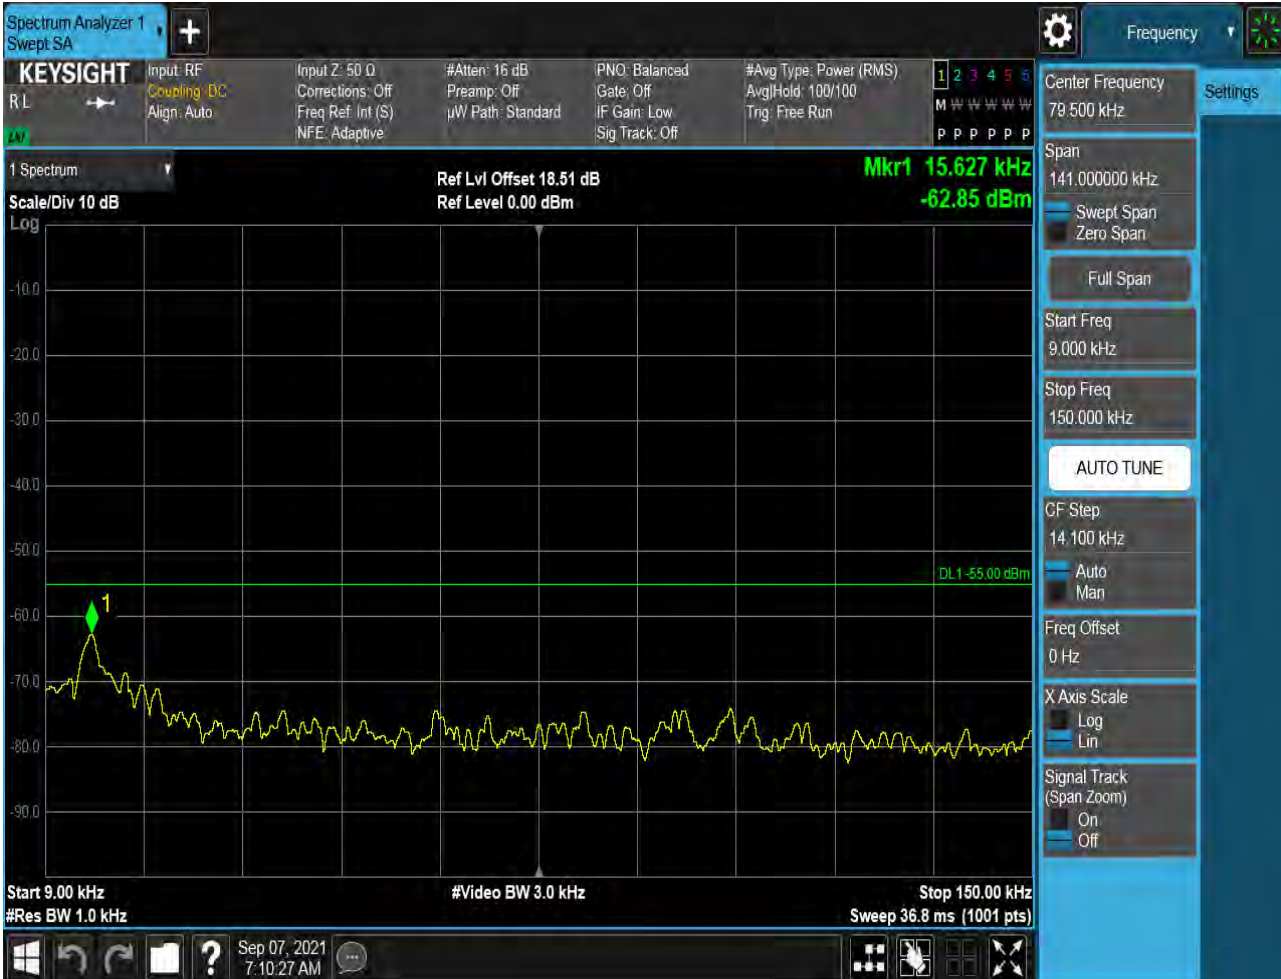 Spectrum Analyzer 1
Swept SA
+
Frequency
KEYSIGHT
R L
LXI
Input: RF
Coupling: DC
Align: Auto
Input Z: 50 Ω
Corrections: Off
Freq Ref: Int (S)
NFE: Adaptive
#Atten: 16 dB
Preamp: Off
µW Path: Standard
PNO: Balanced
Gate: Off
IF Gain: Low
Sig Track: Off
#Avg Type: Power (RMS)
Avg|Hold: 100/100
Trig: Free Run
1 2 3 4 5 6
M W W W W W
P P P P P P
1 Spectrum
Scale/Div 10 dB
Log
Ref Lvl Offset 18.51 dB
Ref Level 0.00 dBm
Mkr1 15.627 kHz
-62.85 dBm
-10.0
-20.0
-30.0
-40.0
-50.0
DL1 -55.00 dBm
1
-60.0
-70.0
-80.0
-90.0
Start 9.00 kHz
#Video BW 3.0 kHz
Stop 150.00 kHz
#Res BW 1.0 kHz
Sweep 36.8 ms (1001 pts)
?
Sep 07, 2021
7:10:27 AM
Center Frequency
79.500 kHz
Settings
Span
141.000000 kHz
Swept Span
Zero Span
Full Span
Start Freq
9.000 kHz
Stop Freq
150.000 kHz
AUTO TUNE
CF Step
14.100 kHz
Auto
Man
Freq Offset
0 Hz
X Axis Scale
Log
Lin
Signal Track
(Span Zoom)
On
Off